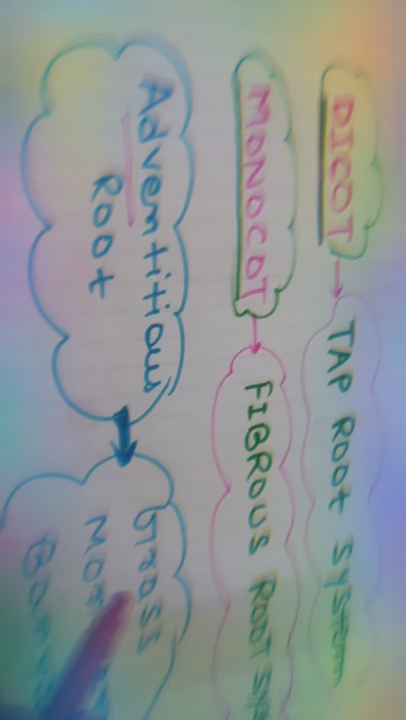 DICOT → TAP ROOt SYStem
MONOCOT → FIBROUS ROOT
Adventitious
Root
Grass